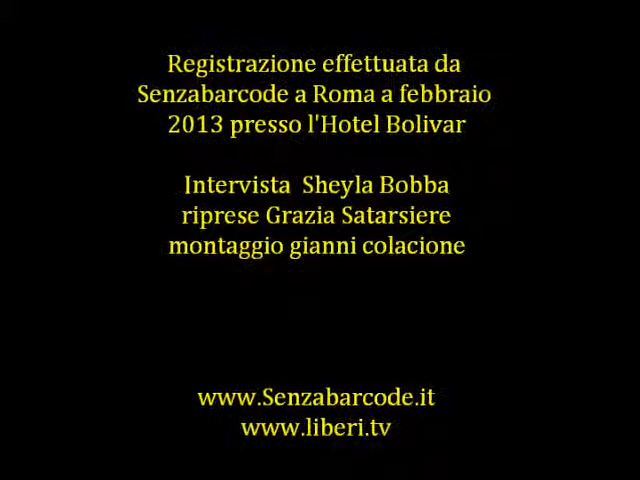 Registrazione effettuata da
Senzabarcode a Roma a febbraio
2013 presso l'Hotel Bolivar
Intervista  Sheyla Bobba
riprese Grazia Satarsiere
montaggio gianni colacione
www.Senzabarcode.it
www.liberi.tv